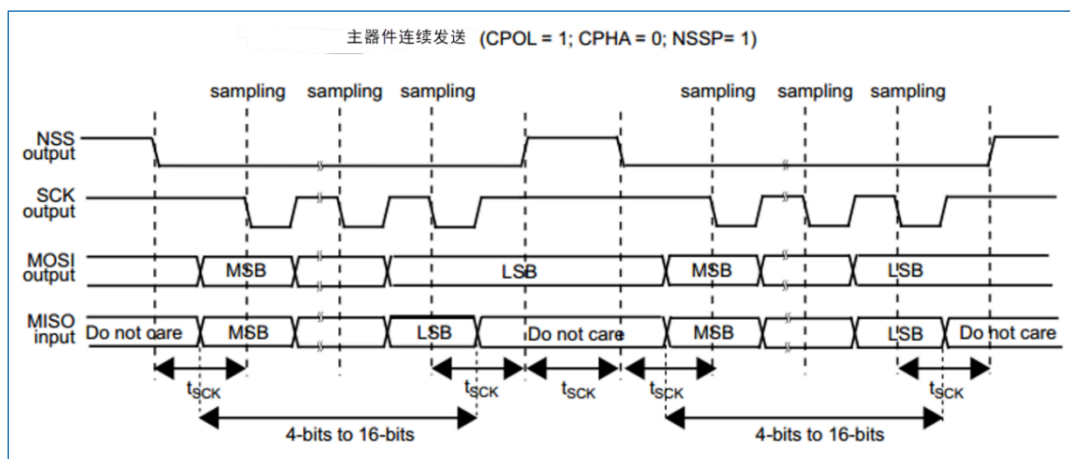 主器件连续发送 (CPOL = 1; CPHA = 0; NSSP= 1)
sampling sampling sampling sampling sampling sampling
NSS
output
SCK
output
MOSI
output
MSB LSB MSB LSB
MISO
input
Do not care MSB LSB Do not care MSB LSB Do not care
tSCK tSCK tSCK tSCK tSCK
4-bits to 16-bits 4-bits to 16-bits